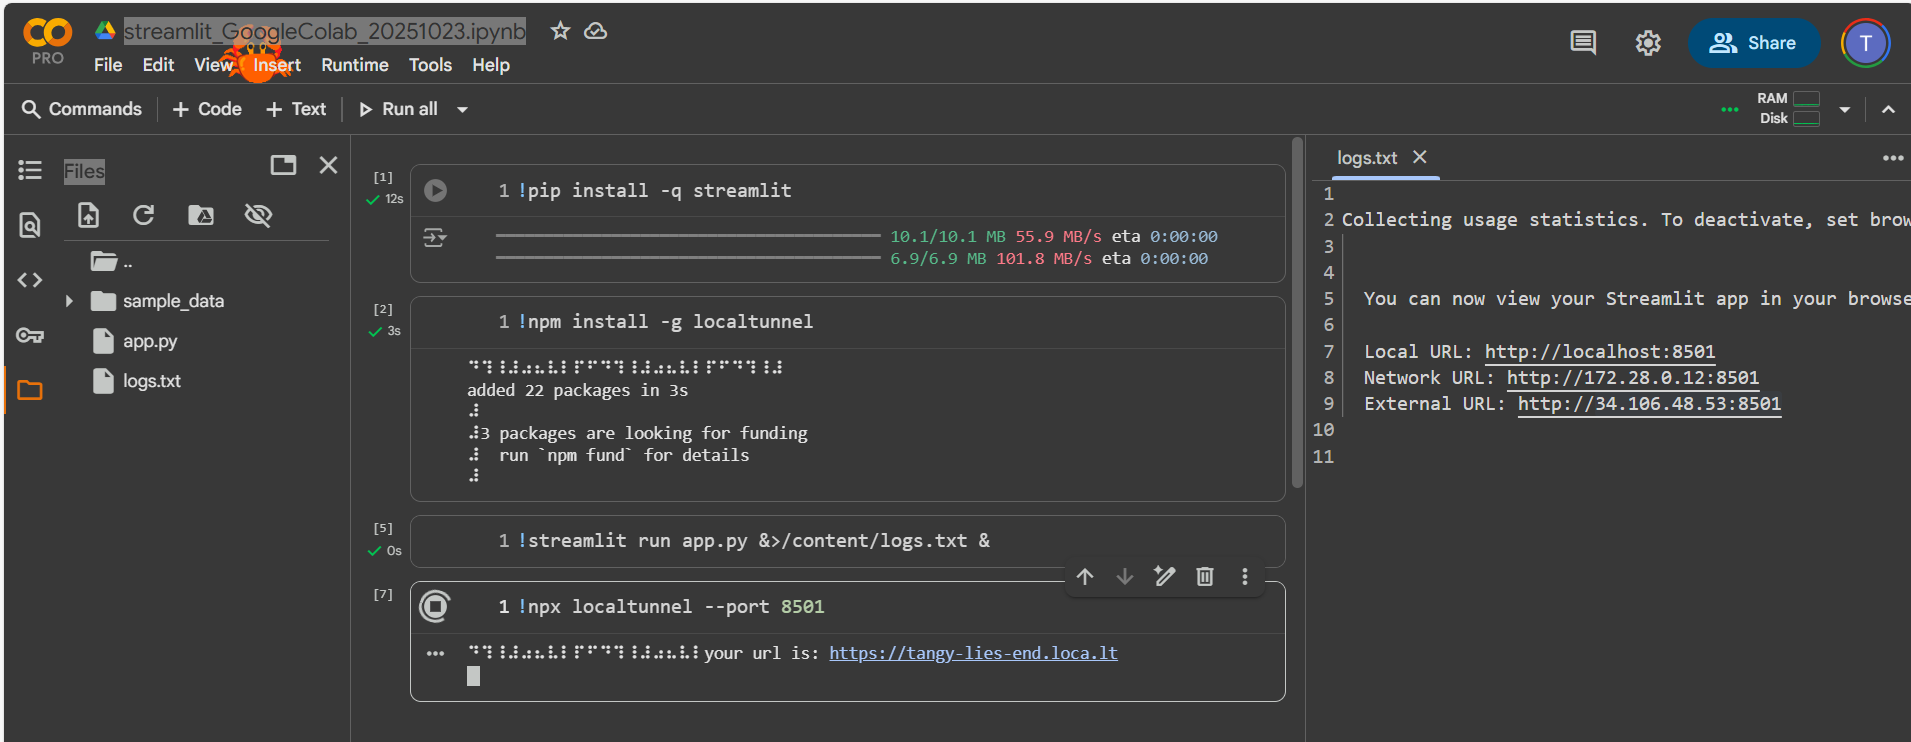 streamlit_GoogleColab_20251023.ipynb
PRO
File Edit View Insert Runtime Tools Help
Share
T
Commands + Code + Text Run all
RAM
Disk
Files
..
sample_data
app.py
logs.txt
[1]
12s
1 !pip install -q streamlit
10.1/10.1 MB 55.9 MB/s eta 0:00:00
6.9/6.9 MB 101.8 MB/s eta 0:00:00
[2]
3s
1 !npm install -g localtunnel
added 22 packages in 3s
3 packages are looking for funding
run `npm fund` for details
[5]
0s
1 !streamlit run app.py &>/content/logs.txt &
[7]
1 !npx localtunnel --port 8501
your url is: https://tangy-lies-end.loca.lt
logs.txt
1
2 Collecting usage statistics. To deactivate, set brow
3
4
5 You can now view your Streamlit app in your browse
6
7 Local URL: http://localhost:8501
8 Network URL: http://172.28.0.12:8501
9 External URL: http://34.106.48.53:8501
10
11